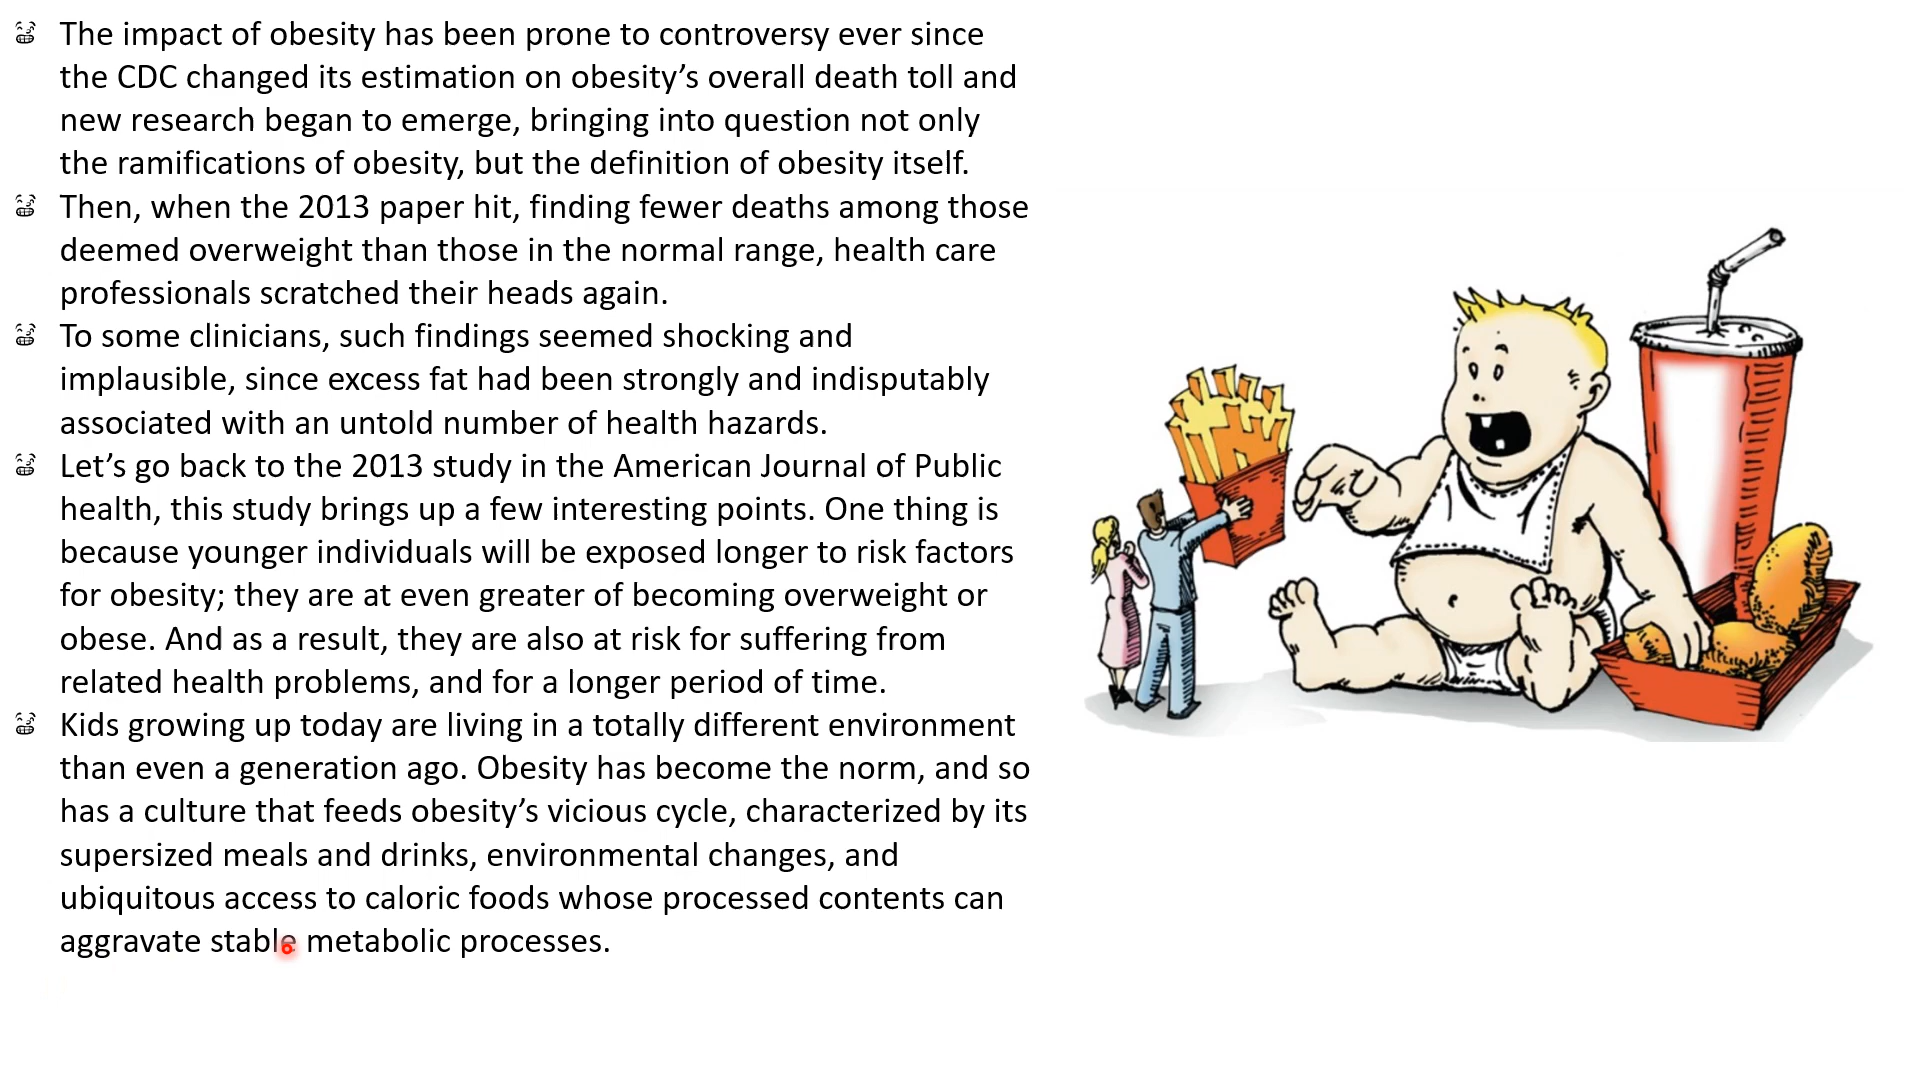 The impact of obesity has been prone to controversy ever since
the CDC changed its estimation on obesity’s overall death toll and
new research began to emerge, bringing into question not only
the ramifications of obesity, but the definition of obesity itself.
Then, when the 2013 paper hit, finding fewer deaths among those
deemed overweight than those in the normal range, health care
professionals scratched their heads again.
To some clinicians, such findings seemed shocking and
implausible, since excess fat had been strongly and indisputably
associated with an untold number of health hazards.
Let’s go back to the 2013 study in the American Journal of Public
health, this study brings up a few interesting points. One thing is
because younger individuals will be exposed longer to risk factors
for obesity; they are at even greater of becoming overweight or
obese. And as a result, they are also at risk for suffering from
related health problems, and for a longer period of time.
Kids growing up today are living in a totally different environment
than even a generation ago. Obesity has become the norm, and so
has a culture that feeds obesity’s vicious cycle, characterized by its
supersized meals and drinks, environmental changes, and
ubiquitous access to caloric foods whose processed contents can
aggravate stable metabolic processes.